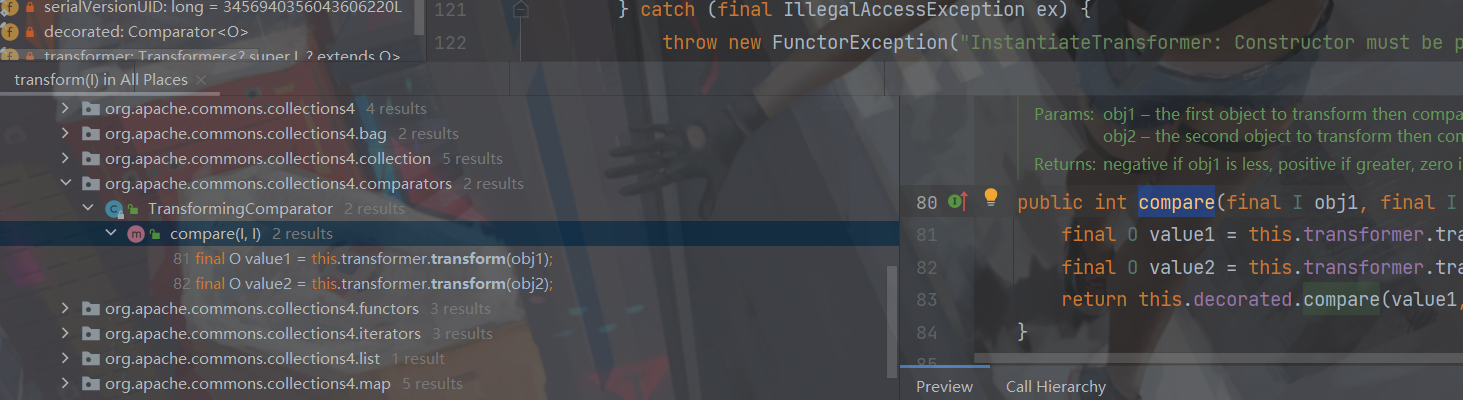 serialVersionUID: long = 3456940356043606220L
decorated: Comparator<O>
transformer: Transformer<? super I, ? extends O>
121 } catch (final IllegalAccessException ex) {
122 throw new FunctorException("InstantiateTransformer: Constructor must be p
transform(I) in All Places ×
org.apache.commons.collections4 4 results
org.apache.commons.collections4.bag 2 results
org.apache.commons.collections4.collection 5 results
org.apache.commons.collections4.comparators 2 results
TransformingComparator 2 results
compare(I, I) 2 results
81 final O value1 = this.transformer.transform(obj1);
82 final O value2 = this.transformer.transform(obj2);
org.apache.commons.collections4.functors 3 results
org.apache.commons.collections4.iterators 3 results
org.apache.commons.collections4.list 1 result
org.apache.commons.collections4.map 5 results
Params: obj1 – the first object to transform then compa
obj2 – the second object to transform then com
Returns: negative if obj1 is less, positive if greater, zero i
80 public int compare(final I obj1, final I
81 final O value1 = this.transformer.tra
82 final O value2 = this.transformer.tra
83 return this.decorated.compare(value1,
84 }
85
Preview Call Hierarchy